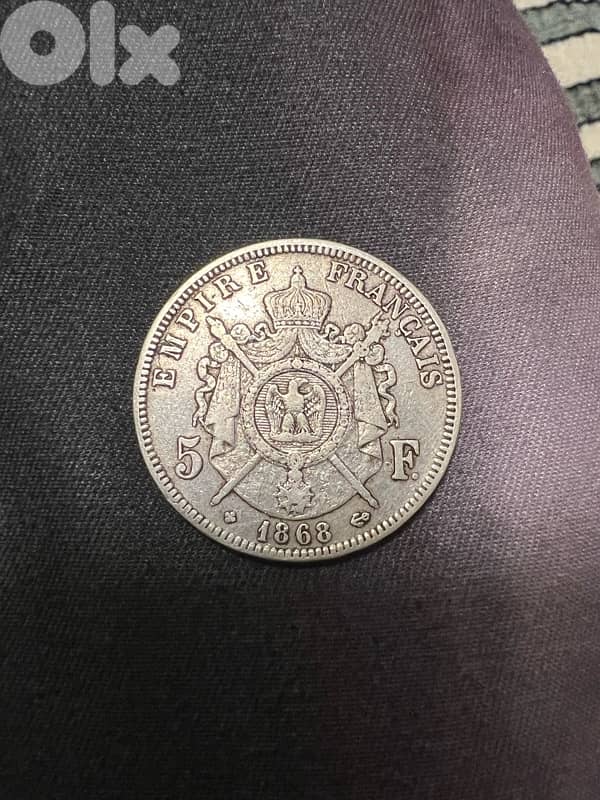 Olx
EMPIRE FRANÇAIS
5 F.
1868